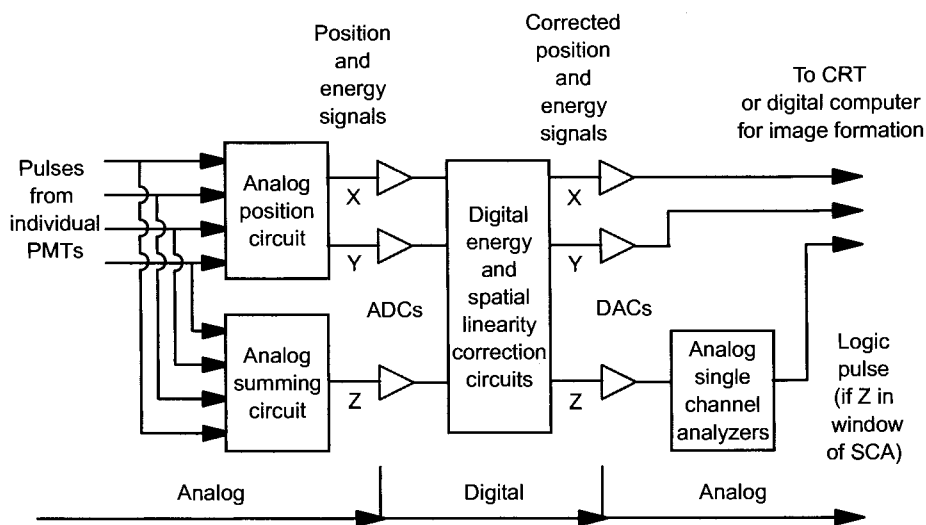 Position
and
energy
signals
Corrected
position
and
energy
signals
To CRT
or digital computer
for image formation
Pulses
from
individual
PMTs
Analog
position
circuit
X
Y
ADCs
Analog
summing
circuit
Z
Digital
energy
and
spatial
linearity
correction
circuits
X
Y
DACs
Z
Analog
single
channel
analyzers
Logic
pulse
(if Z in
window
of SCA)
Analog
Digital
Analog